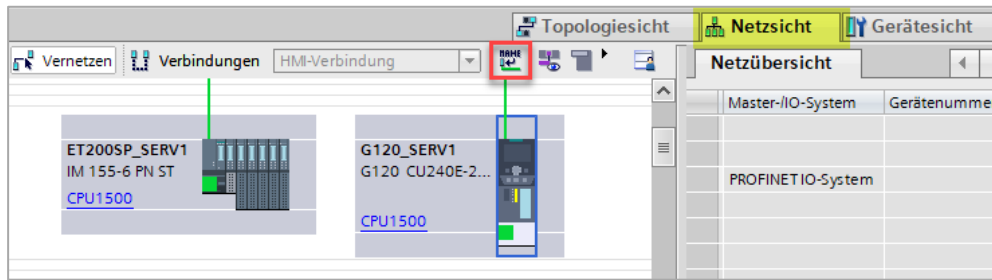 Topologiesicht
Netzsicht
Gerätesicht
Vernetzen
Verbindungen
HMI-Verbindung
NAME
Netzübersicht
Master-/IO-System
Gerätenumme
ET200SP_SERV1
IM 155-6 PN ST
CPU1500
G120_SERV1
G120 CU240E-2...
CPU1500
PROFINET IO-System